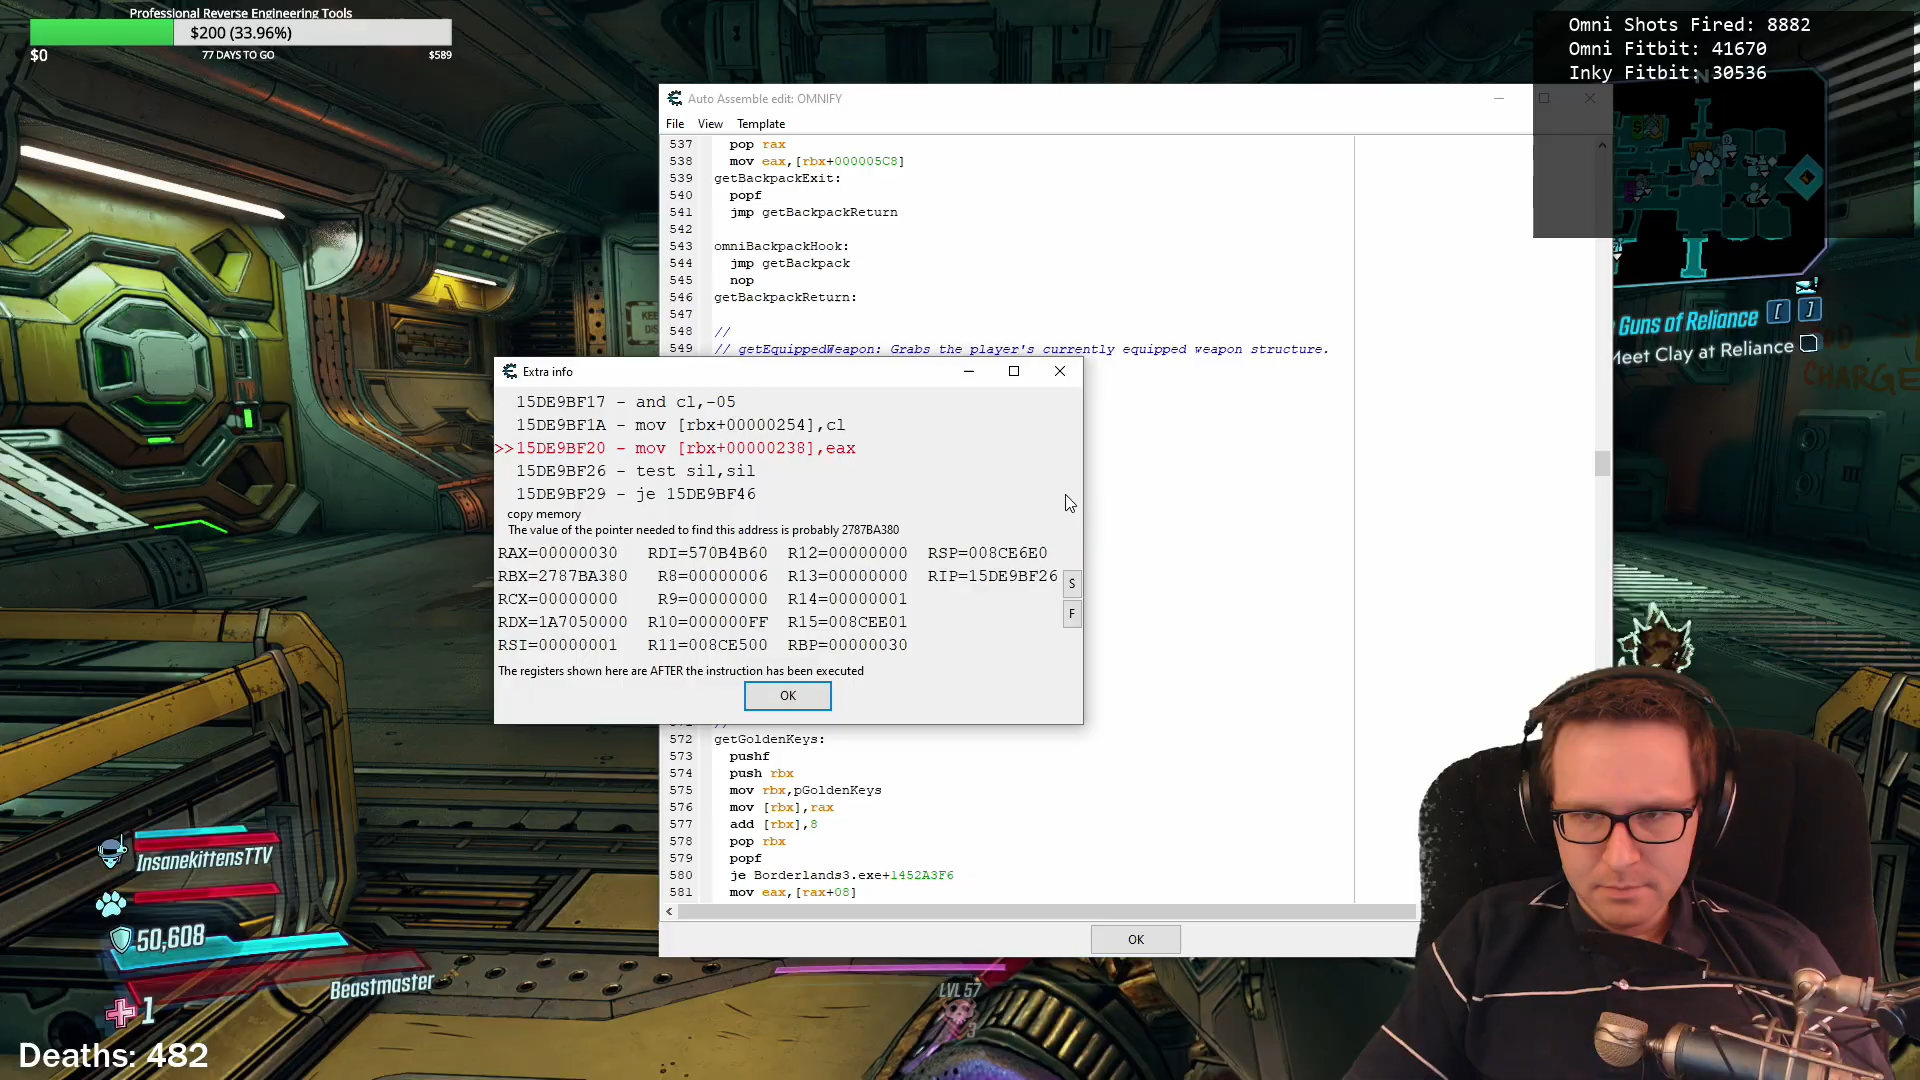 Professional Reverse Engineering Tools
$200 (33.96%)
$0
77 DAYS TO GO
$589
Omni Shots Fired: 8882
Omni Fitbit: 41670
Inky Fitbit: 30536
Auto Assemble edit: OMNIFY
File View Template
537 pop rax
538 mov eax,[rbx+000005C8]
539 getBackpackExit:
540 popf
541 jmp getBackpackReturn
542
543 omniBackpackHook:
544 jmp getBackpack
545 nop
546 getBackpackReturn:
547
548 //
549 // getEquippedWeapon: Grabs the player's currently equipped weapon structure.
Guns of Reliance [ ]
Meet Clay at Reliance
Extra info
15DE9BF17 - and cl,-05
15DE9BF1A - mov [rbx+00000254],cl
>>15DE9BF20 - mov [rbx+00000238],eax
15DE9BF26 - test sil,sil
15DE9BF29 - je 15DE9BF46
copy memory
The value of the pointer needed to find this address is probably 2787BA380
RAX=00000030 RDI=570B4B60 R12=00000000 RSP=008CE6E0
RBX=2787BA380 R8=00000006 R13=00000000 RIP=15DE9BF26
S
RCX=00000000 R9=00000000 R14=00000001
F
RDX=1A7050000 R10=000000FF R15=008CEE01
RSI=00000001 R11=008CE500 RBP=00000030
The registers shown here are AFTER the instruction has been executed
OK
572 getGoldenKeys:
573 pushf
574 push rbx
575 mov rbx,pGoldenKeys
576 mov [rbx],rax
577 add [rbx],8
578 pop rbx
579 popf
580 je Borderlands3.exe+1452A3F6
581 mov eax,[rax+08]
OK
InsanekittensTTV
50,608
Beastmaster
1
LVL 57
3
Deaths: 482
CHARGE